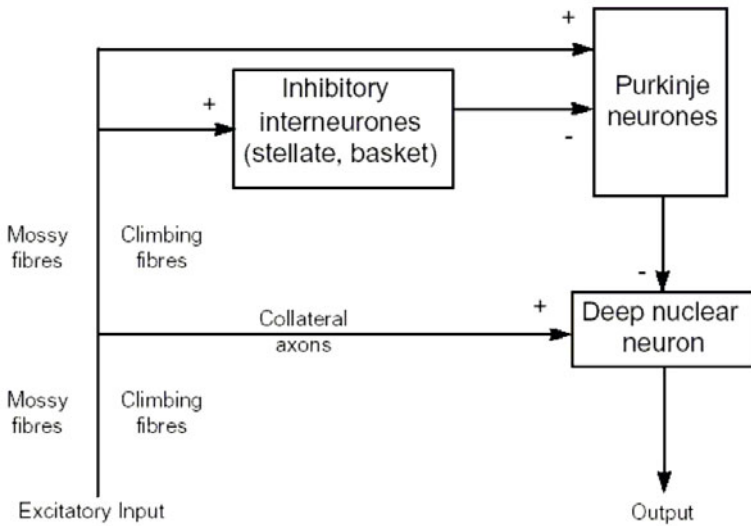 +
Inhibitory
interneurones
(stellate, basket)
+
-
Purkinje
neurones
Mossy
fibres
Climbing
fibres
-
Collateral
axons
+
Deep nuclear
neuron
Mossy
fibres
Climbing
fibres
Excitatory Input
Output